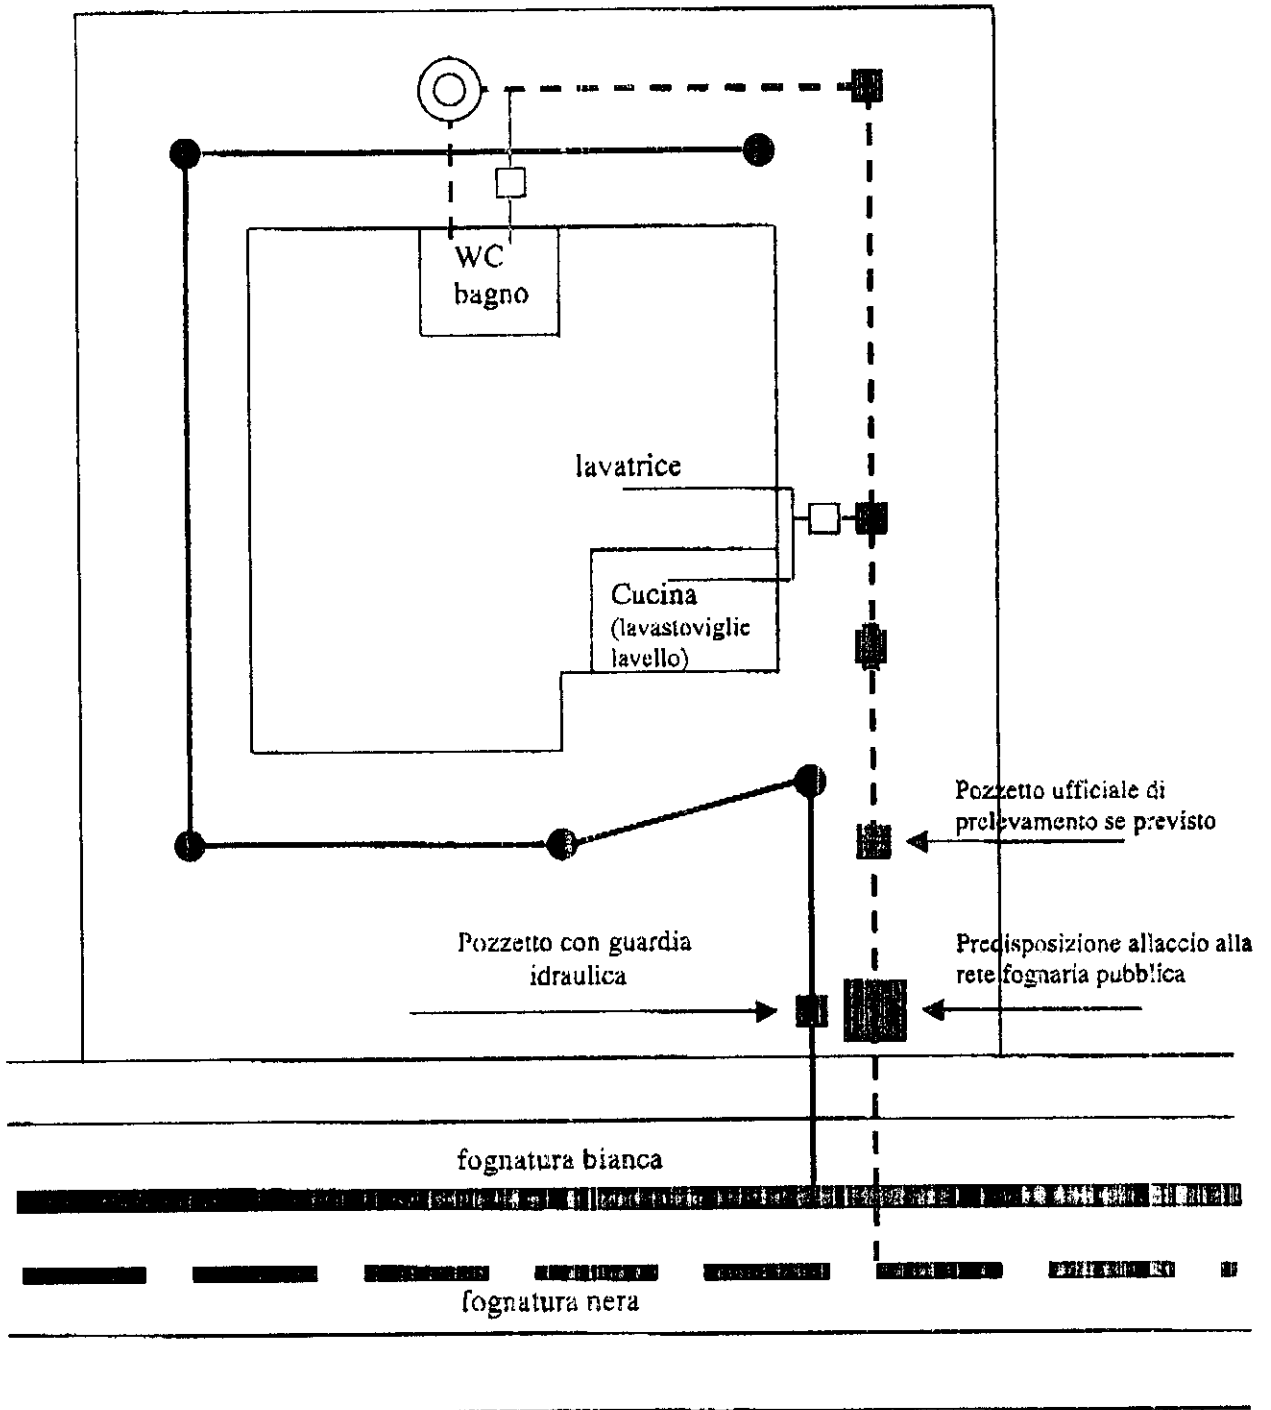 WC
bagno
lavatrice
Cucina
(lavastoviglie
lavello)
Pozzetto ufficiale di
prelevamento se previsto
Pozzetto con guardia
idraulica
Predisposizione allaccio alla
rete fognaria pubblica
fognatura bianca
fognatura nera